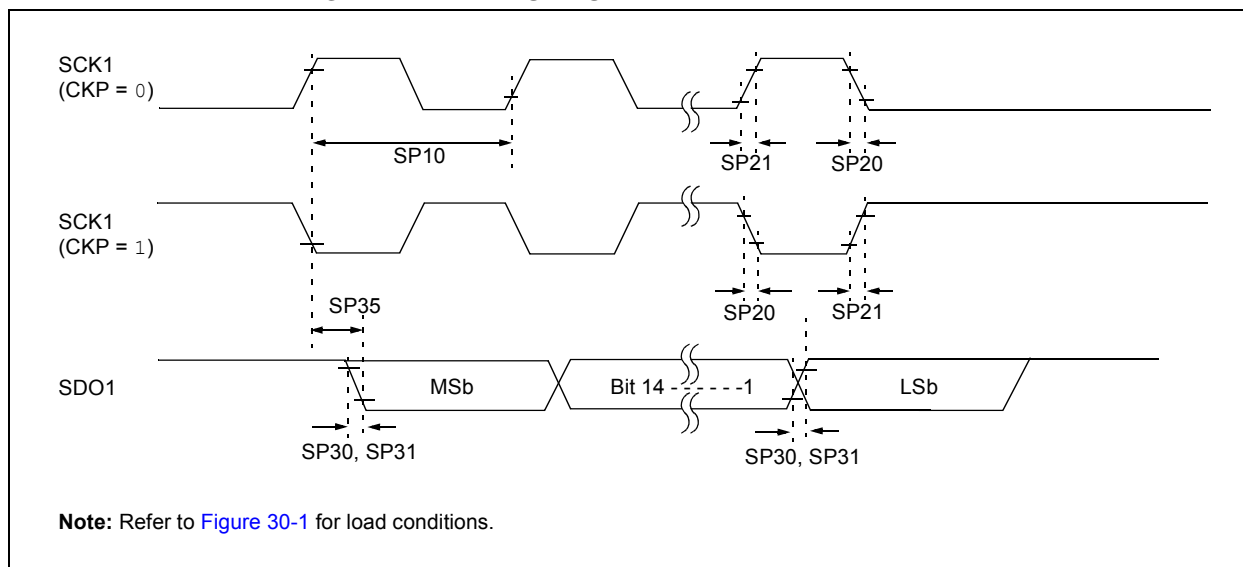 SCK1
(CKP = 0)
SP10
SP21
SP20
SCK1
(CKP = 1)
SP35
SP20
SP21
SDO1
MSb
Bit 14 - - - - - -1
LSb
SP30, SP31
SP30, SP31
Note: Refer to Figure 30-1 for load conditions.